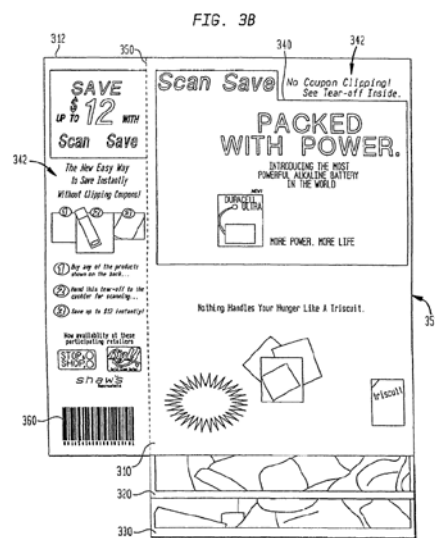 FIG. 3B
312
350
340
342
SAVE
UP TO $12 WITH
Scan Save
342
The New Easy Way
to Save Instantly
Without Clipping Coupons!
$1 $2 $1
$1 Buy any of the products
shown on the back...
$2 Hand this tear-off to the
cashier for scanning...
Save up to $12 instantly!
Now availability at these
participating retailers
STOP
SHOP
Shaw's
360
Scan Save
No Coupon Clipping!
See Tear-off Inside.
PACKED
WITH POWER.
INTRODUCING THE MOST
POWERFUL ALKALINE BATTERY
IN THE WORLD
NEW!
DURACELL
ULTRA
MORE POWER. MORE LIFE
Nothing Handles Your Hunger Like A Triscuit.
35
triscuit
310
320
330